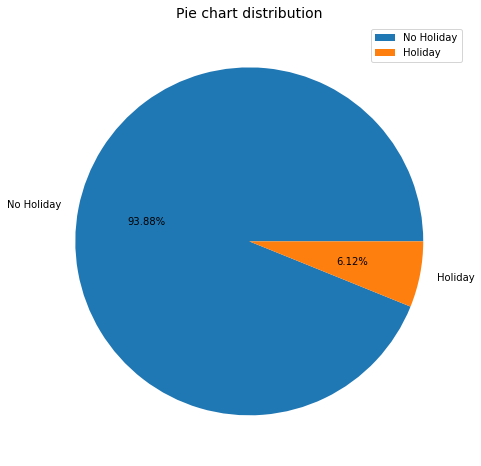 Pie chart distribution
No Holiday
Holiday
No Holiday
93.88%
6.12%
Holiday